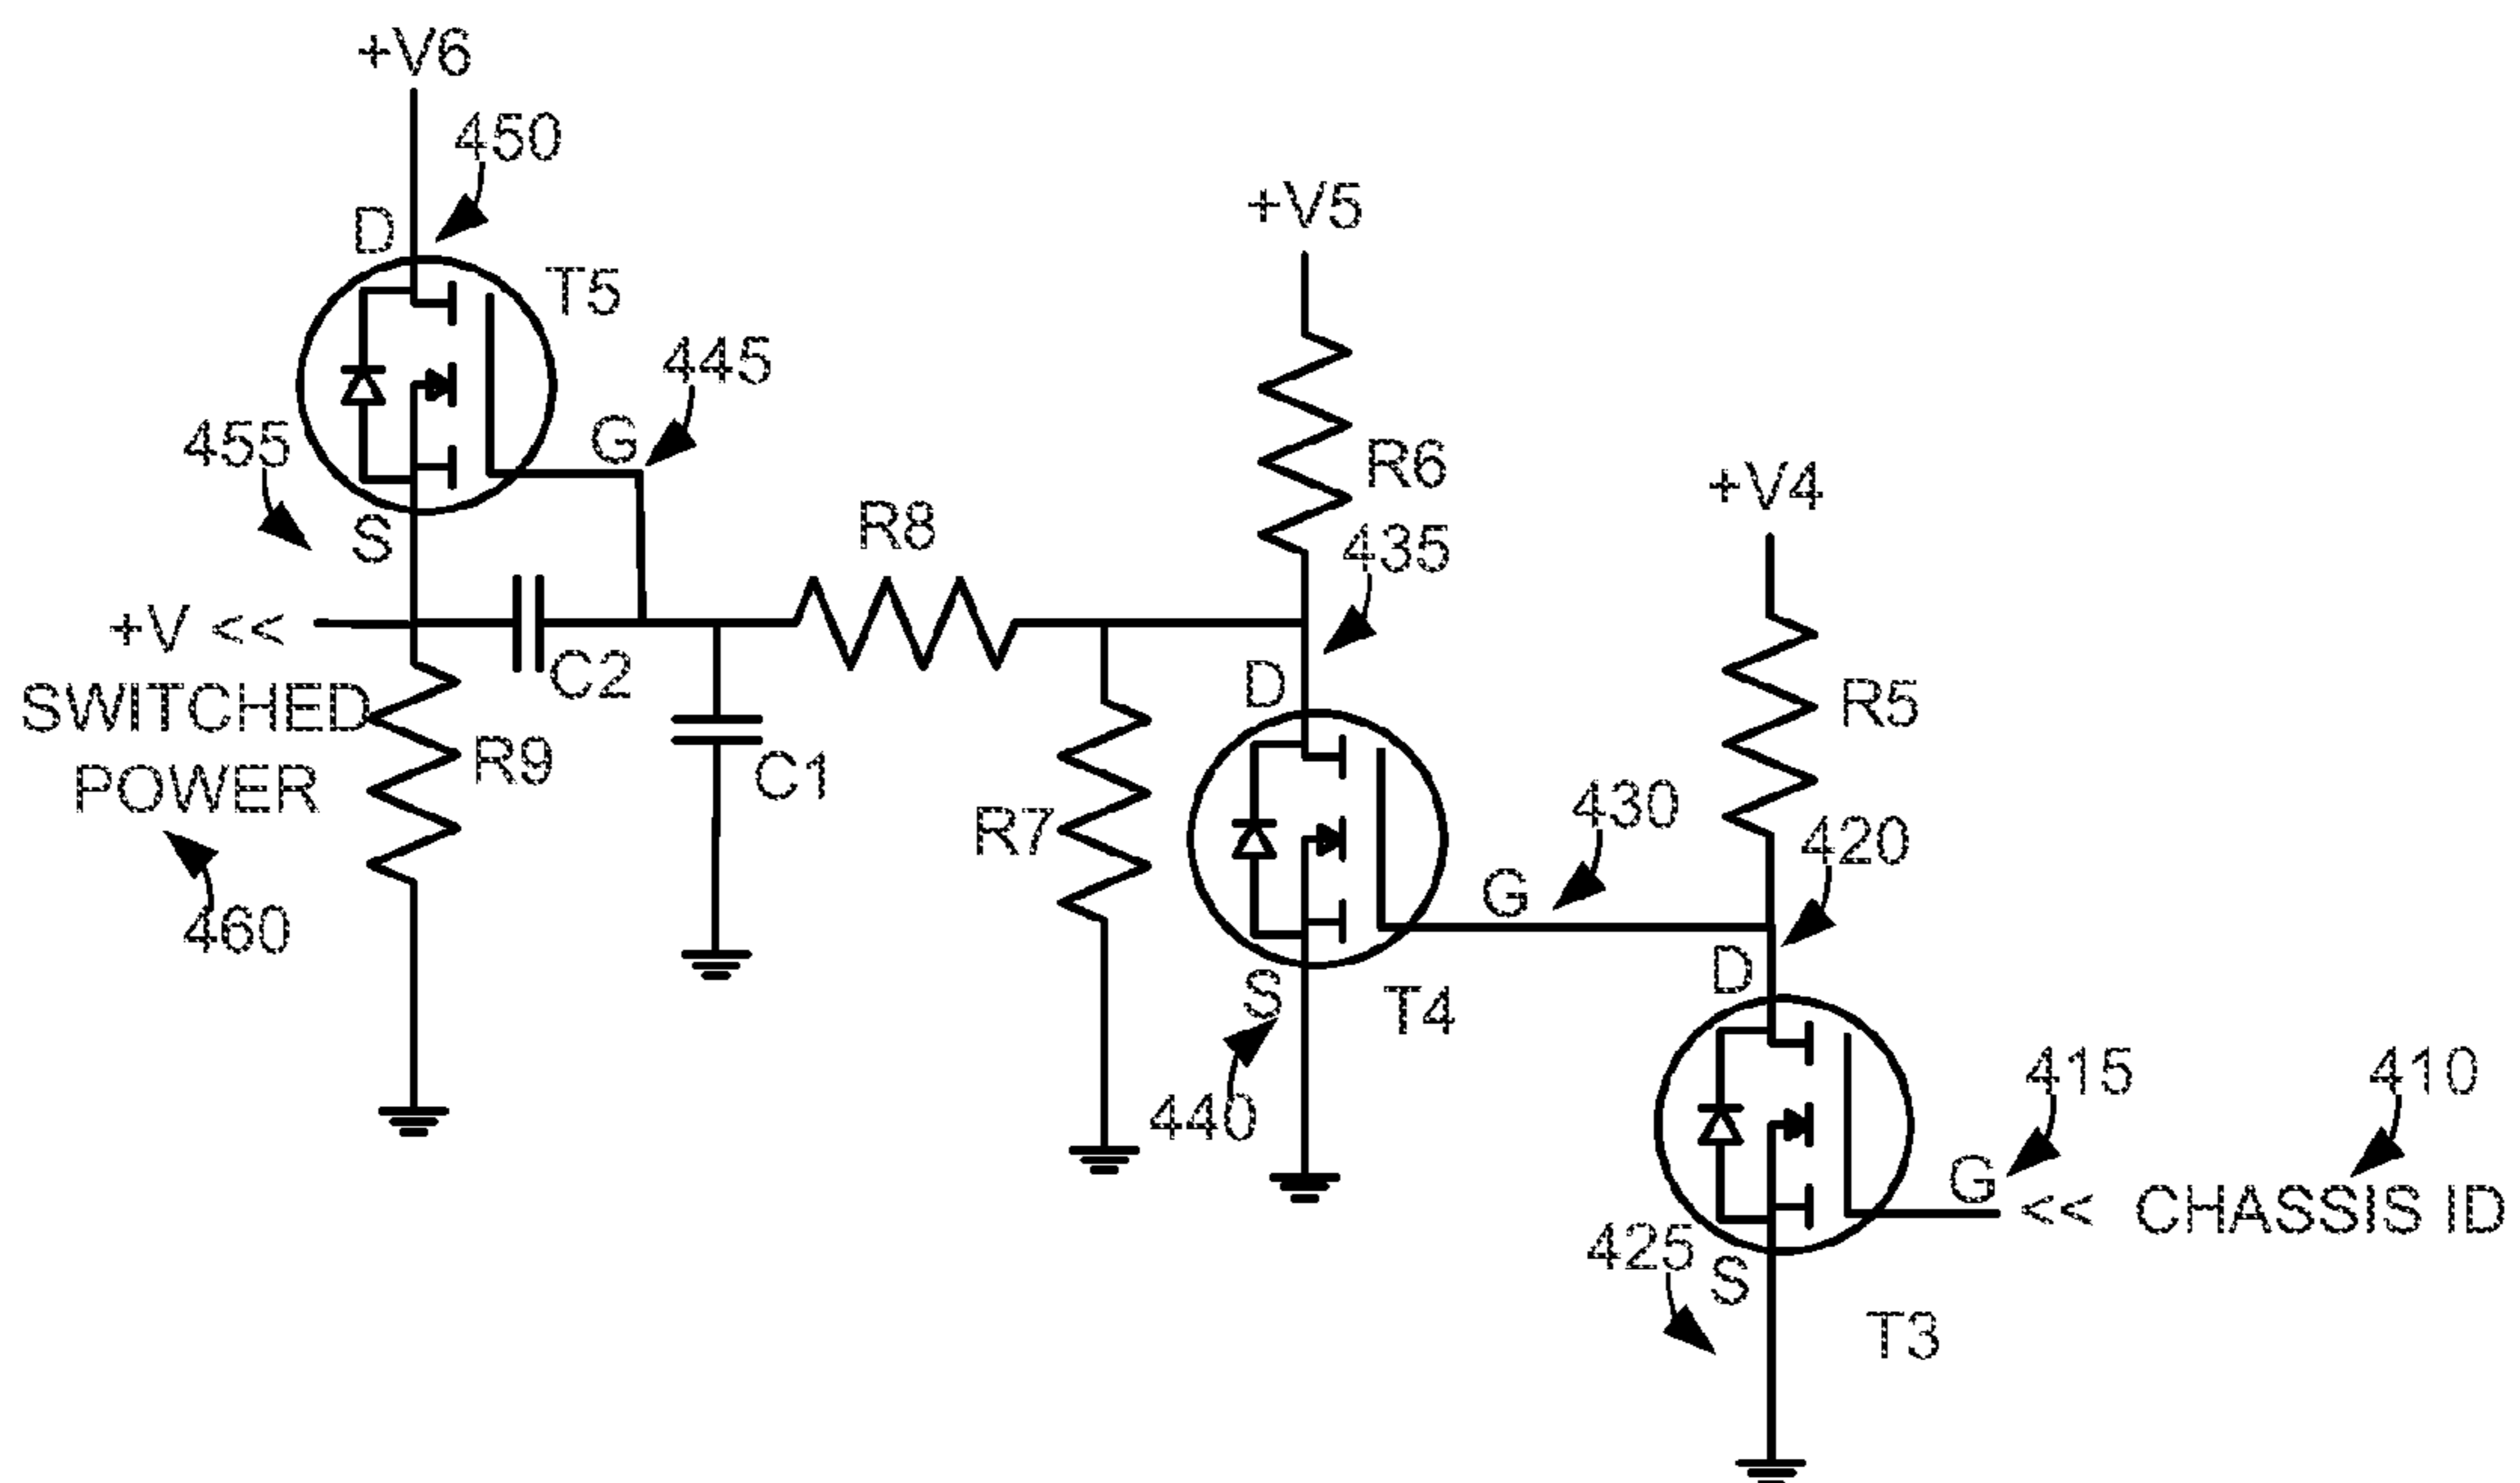 +V6
450
D
T5
+V5
445
455
G
R6
+V4
S
R8
435
+V <<
C2
D
SWITCHED
R5
POWER
R9
C1
R7
430
420
G
460
D
S
T4
440
415
410
G
<< CHASSIS ID
425
S
T3